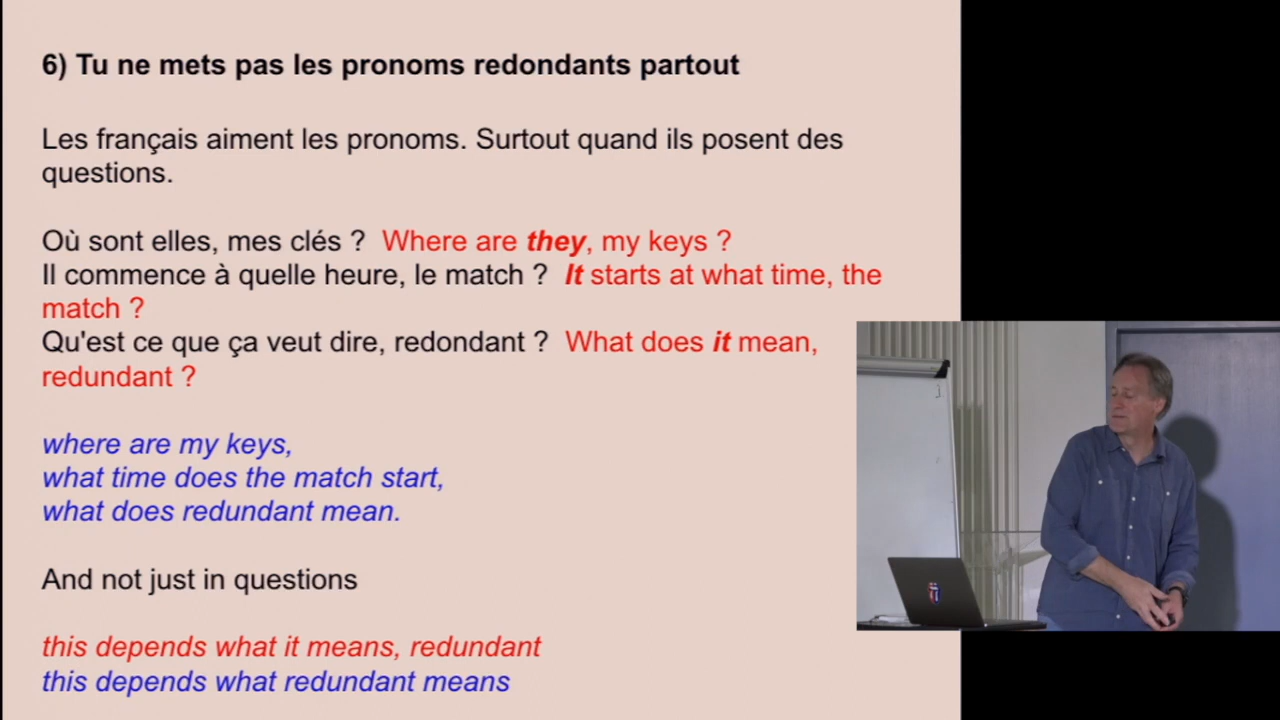 6) Tu ne mets pas les pronoms redondants partout
Les français aiment les pronoms. Surtout quand ils posent des
questions.
Où sont elles, mes clés ? Where are they, my keys ?
Il commence à quelle heure, le match ? It starts at what time, the
match ?
Qu'est ce que ça veut dire, redondant ? What does it mean,
redundant ?
where are my keys,
what time does the match start,
what does redundant mean.
And not just in questions
this depends what it means, redundant
this depends what redundant means